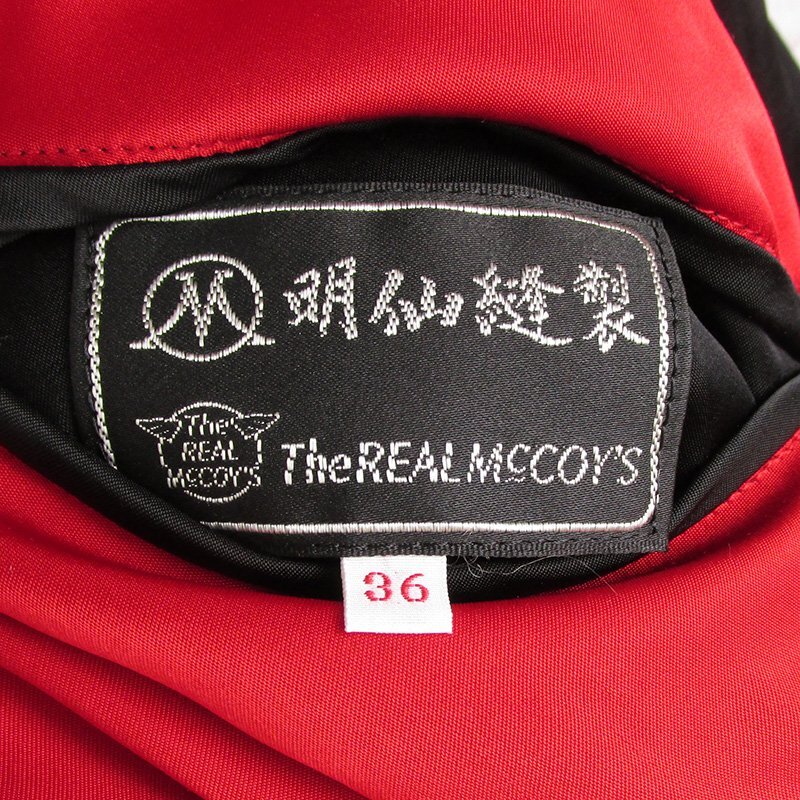 M 明仙縫製
The
REAL
McCOY'S
The REAL McCOY'S
36